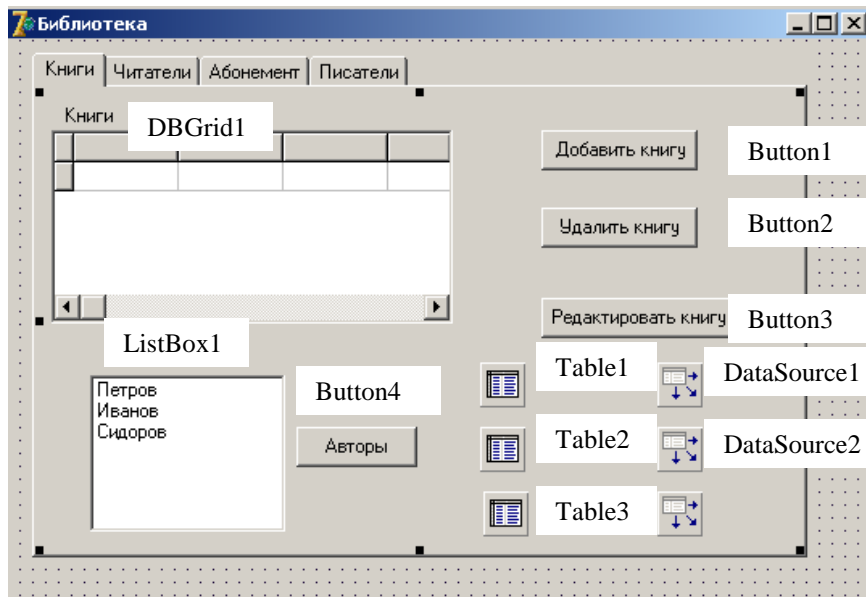 Библиотека
Книги Читатели Абонемент Писатели
Книги
DBGrid1
Добавить книгу Button1
Удалить книгу Button2
Редактировать книгу Button3
ListBox1
Table1 DataSource1
Петров
Иванов
Сидоров
Button4
Авторы
Table2 DataSource2
Table3